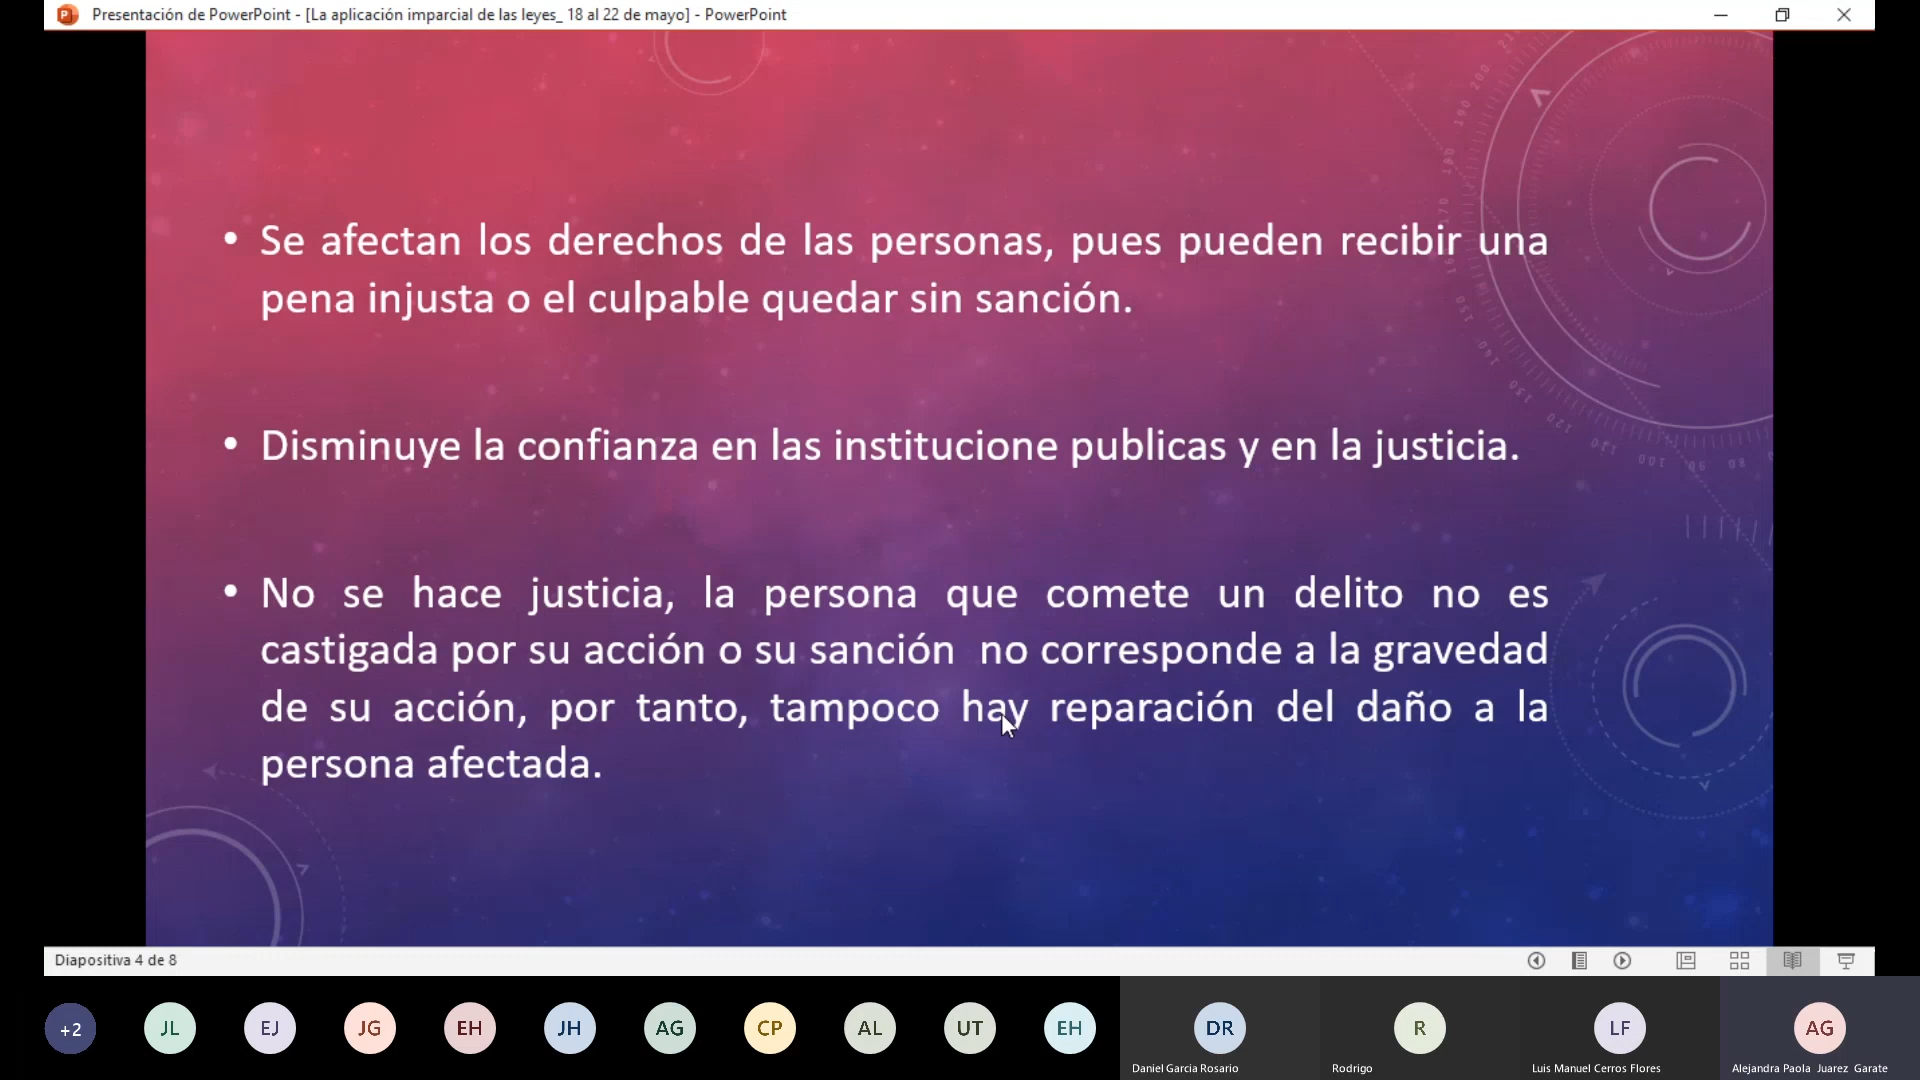 Presentación de PowerPoint - [La aplicación imparcial de las leyes_ 18 al 22 de mayo] - PowerPoint
• Se afectan los derechos de las personas, pues pueden recibir una
pena injusta o el culpable quedar sin sanción.
• Disminuye la confianza en las institucione publicas y en la justicia.
• No se hace justicia, la persona que comete un delito no es
castigada por su acción o su sanción no corresponde a la gravedad
de su acción, por tanto, tampoco hay reparación del daño a la
persona afectada.
Diapositiva 4 de 8
+2 JL EJ JG EH JH AG CP AL UT EH DR R LF AG
Daniel Garcia Rosario Rodrigo Luis Manuel Cerros Flores Alejandra Paola Juarez Garate